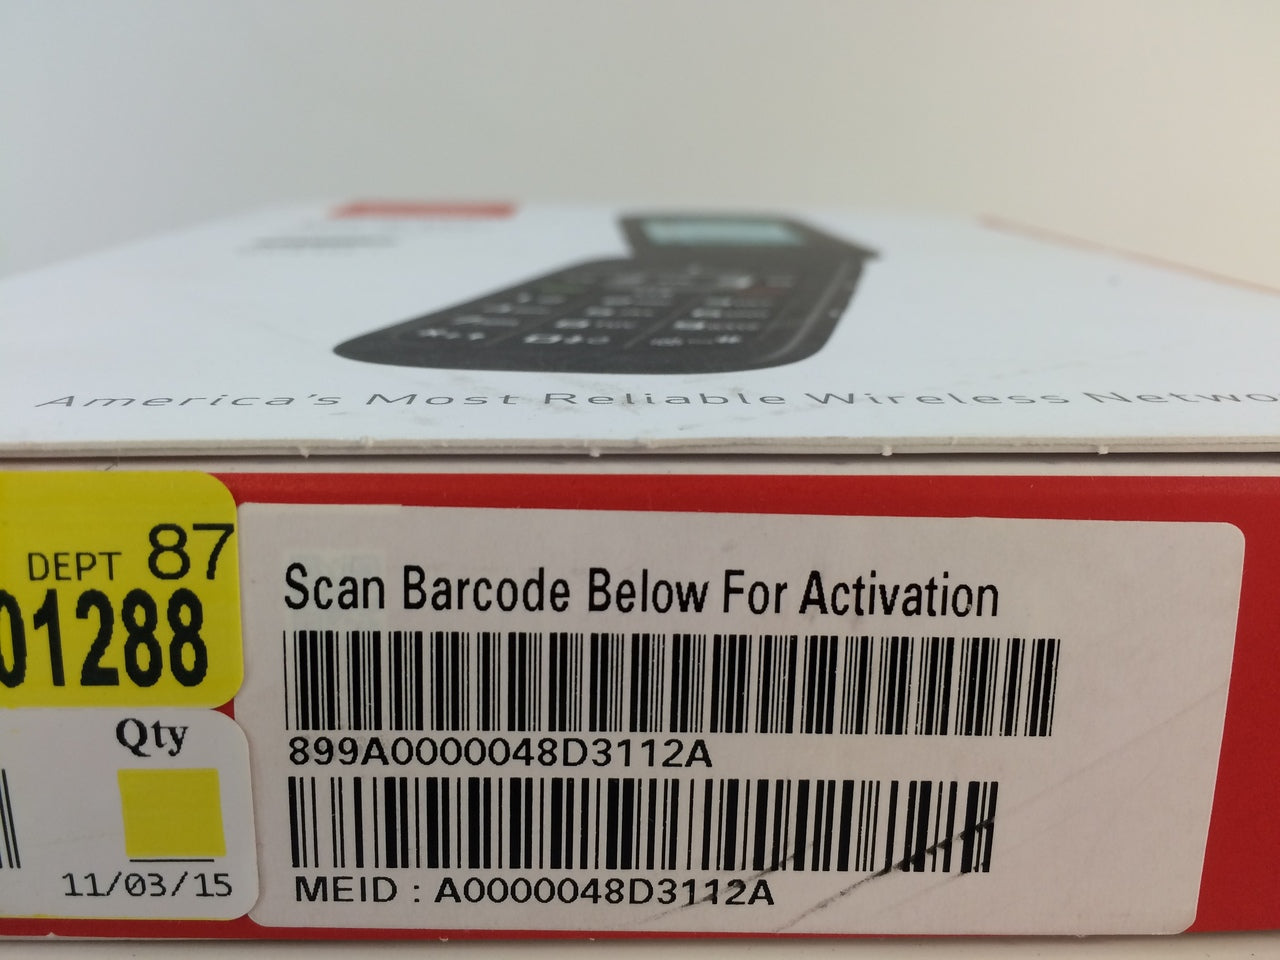 America's Most Reliable Wireless Netwo
DEPT 87
01288
Qty
11/03/15
Scan Barcode Below For Activation
899A0000048D3112A
MEID : A0000048D3112A